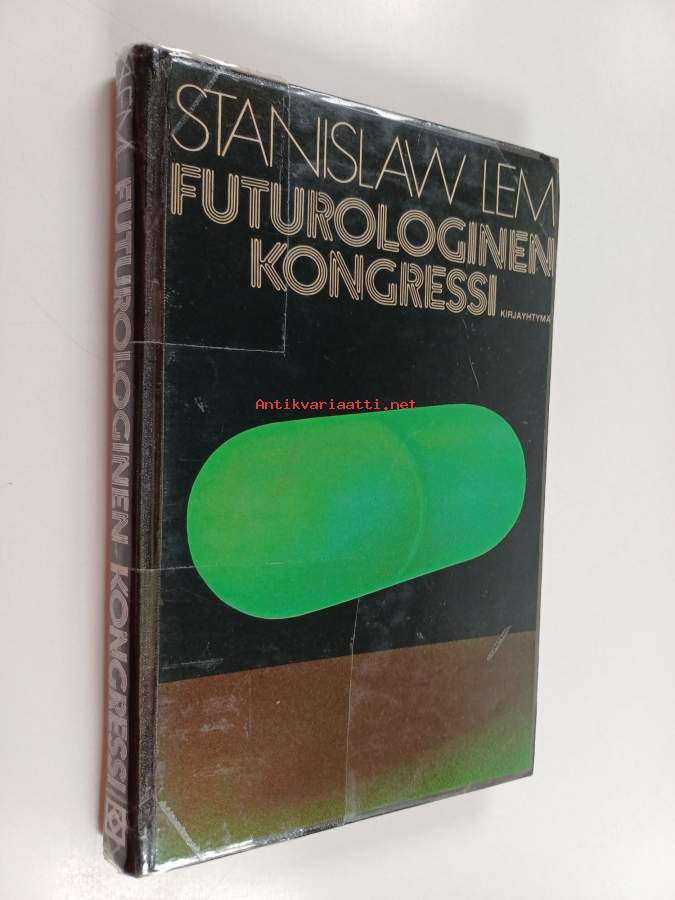 STANISLAW LEM
FUTUROLOGINEN
KONGRESSI
KIRJAYHTYMÄ
Antikvariaatti.net
LEM FUTUROLOGINEN KONGRESSI